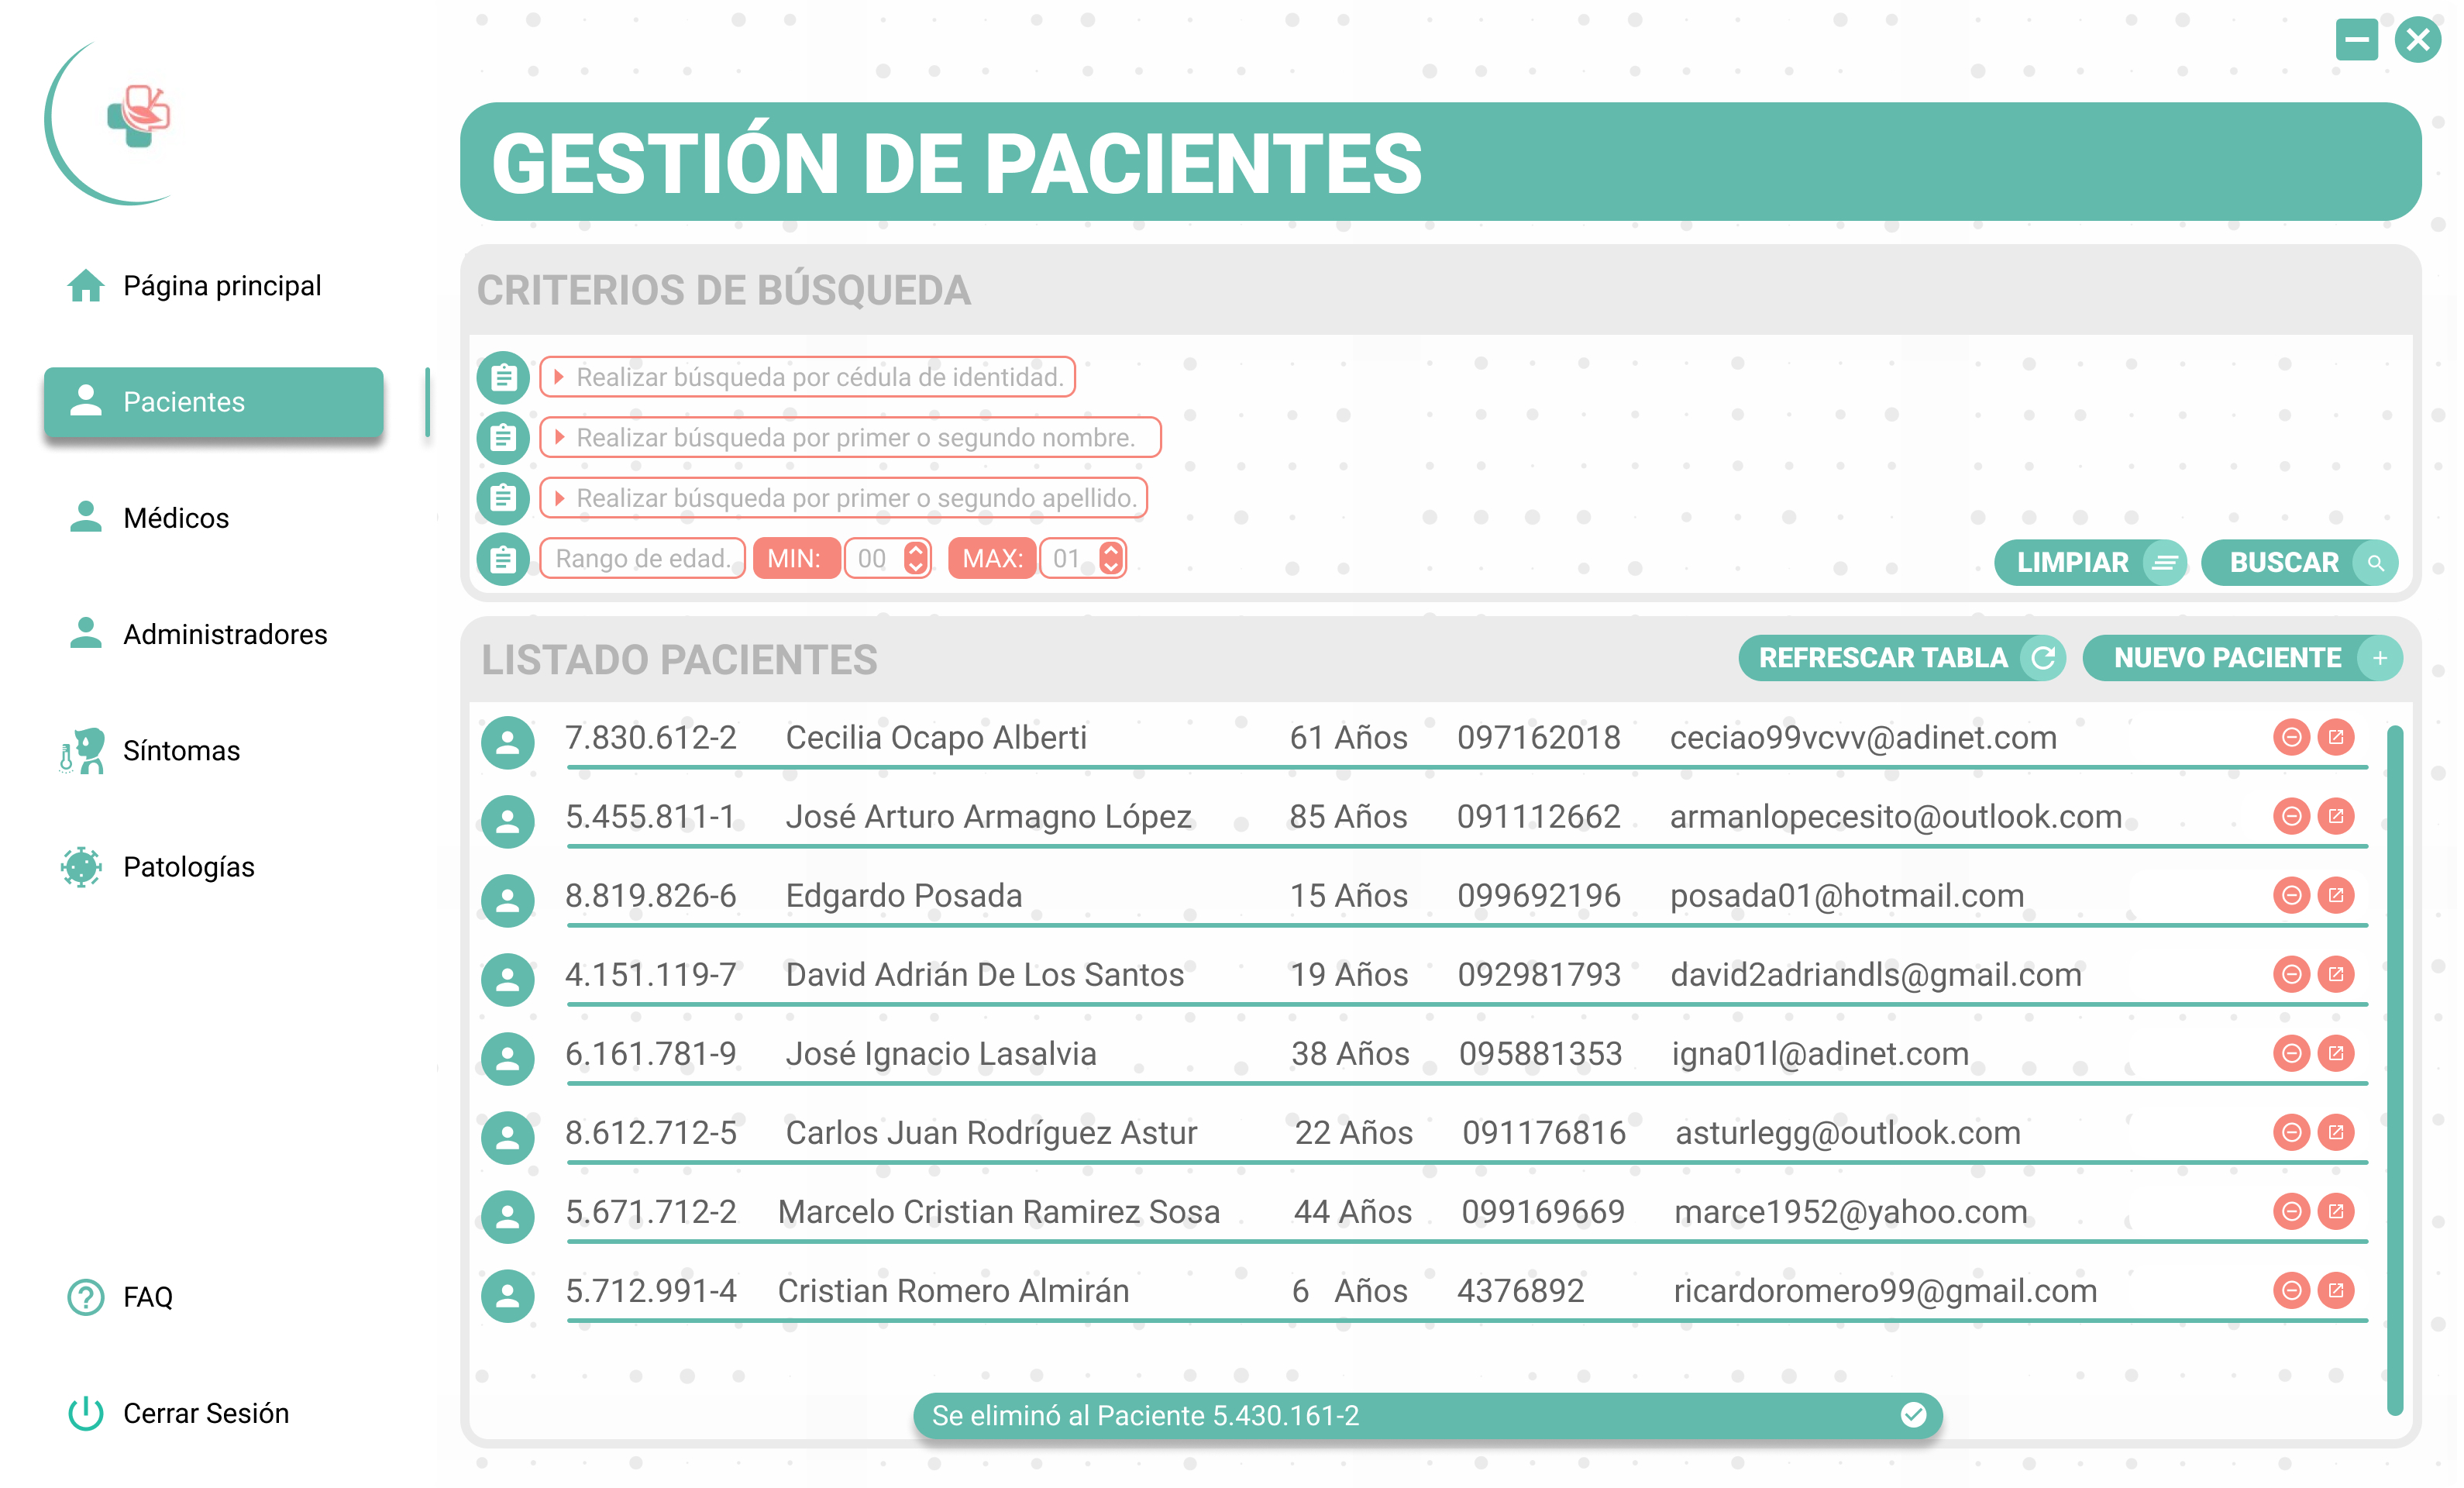 GESTIÓN DE PACIENTES
Página principal
Pacientes
Médicos
Administradores
Síntomas
Patologías
FAQ
Cerrar Sesión
CRITERIOS DE BÚSQUEDA
Realizar búsqueda por cédula de identidad.
Realizar búsqueda por primer o segundo nombre.
Realizar búsqueda por primer o segundo apellido.
Rango de edad. MIN: 00 MAX: 01
LIMPIAR BUSCAR
LISTADO PACIENTES REFRESCAR TABLA NUEVO PACIENTE
7.830.612-2 Cecilia Ocapo Alberti 61 Años 097162018 ceciao99vcvv@adinet.com
5.455.811-1 José Arturo Armagno López 85 Años 091112662 armanlopecesito@outlook.com
8.819.826-6 Edgardo Posada 15 Años 099692196 posada01@hotmail.com
4.151.119-7 David Adrián De Los Santos 19 Años 092981793 david2adriandls@gmail.com
6.161.781-9 José Ignacio Lasalvia 38 Años 095881353 igna01l@adinet.com
8.612.712-5 Carlos Juan Rodríguez Astur 22 Años 091176816 asturlegg@outlook.com
5.671.712-2 Marcelo Cristian Ramirez Sosa 44 Años 099169669 marce1952@yahoo.com
5.712.991-4 Cristian Romero Almirán 6 Años 4376892 ricardoromero99@gmail.com
Se eliminó al Paciente 5.430.161-2